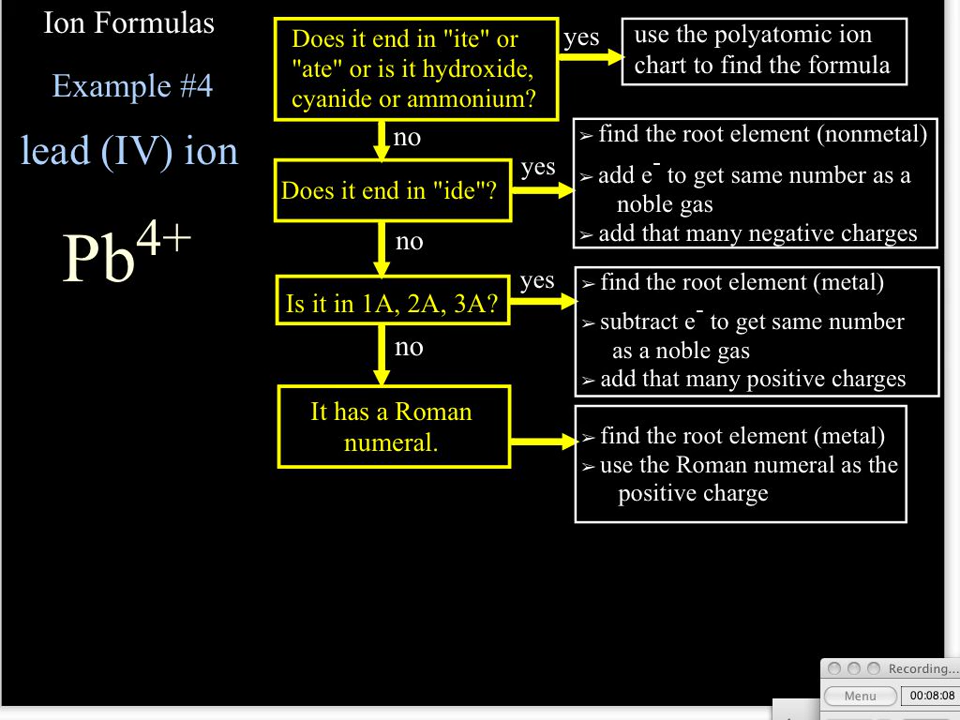 Ion Formulas
Example #4
lead (IV) ion
Pb4+
Does it end in "ite" or
"ate" or is it hydroxide,
cyanide or ammonium?
yes
use the polyatomic ion
chart to find the formula
no
Does it end in "ide"?
yes
➢ find the root element (nonmetal)
➢ add e- to get same number as a
noble gas
➢ add that many negative charges
no
Is it in 1A, 2A, 3A?
yes
➢ find the root element (metal)
➢ subtract e- to get same number
as a noble gas
➢ add that many positive charges
no
It has a Roman
numeral.
➢ find the root element (metal)
➢ use the Roman numeral as the
positive charge
Recording...
Menu
00:08:08